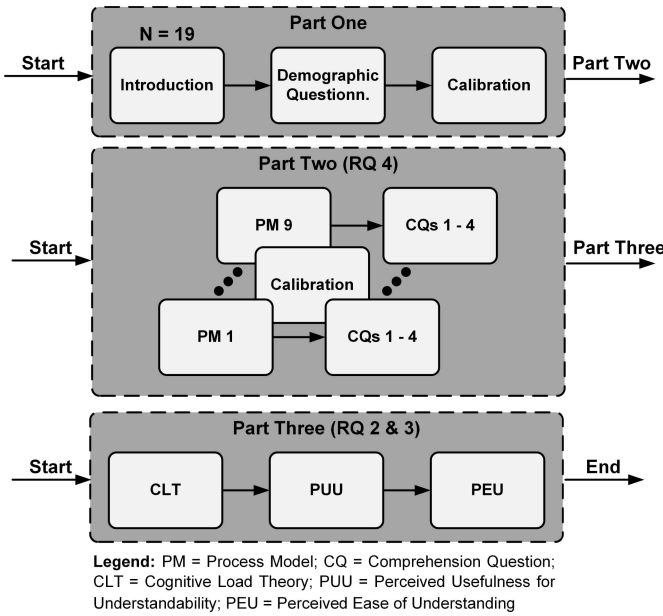 Part One
N = 19
Start
Introduction
Demographic
Questionn.
Calibration
Part Two
Part Two (RQ 4)
PM 9
CQs 1 - 4
Start
Calibration
Part Three
PM 1
CQs 1 - 4
Part Three (RQ 2 & 3)
Start
CLT
PUU
PEU
End
Legend: PM = Process Model; CQ = Comprehension Question;
CLT = Cognitive Load Theory; PUU = Perceived Usefulness for
Understandability; PEU = Perceived Ease of Understanding